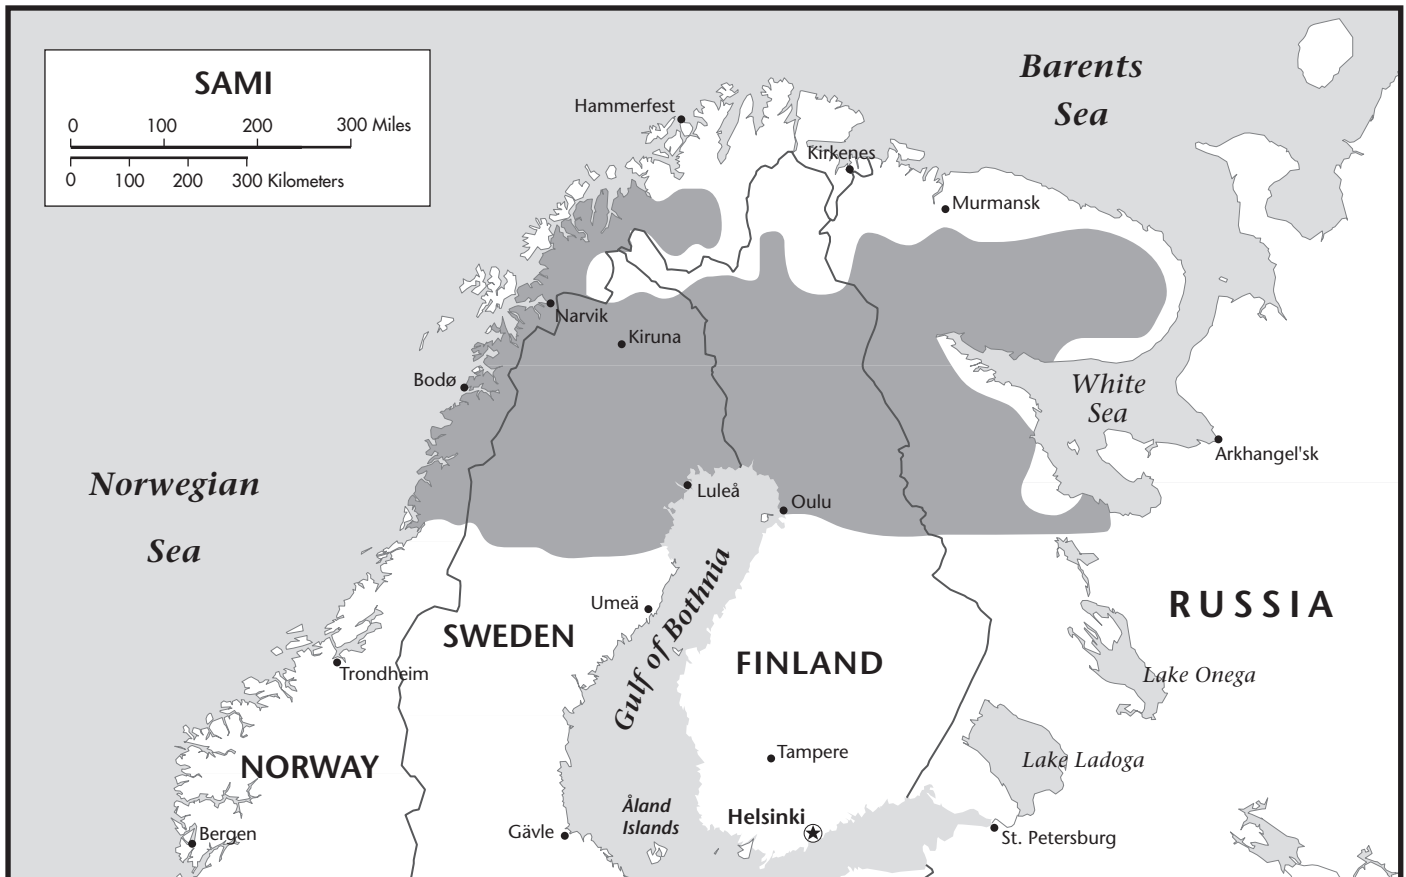 SAMI
0 100 200 300 Miles
0 100 200 300 Kilometers
Barents
Sea
Hammerfest
Kirkenes
Murmansk
Narvik
Kiruna
Bodø
White
Sea
Arkhangel'sk
Norwegian
Sea
Luleå
Oulu
Umeä
Gulf of Bothnia
RUSSIA
SWEDEN
FINLAND
Trondheim
Lake Onega
NORWAY
Tampere
Lake Ladoga
Åland
Islands
Helsinki
Bergen
Gävle
St. Petersburg